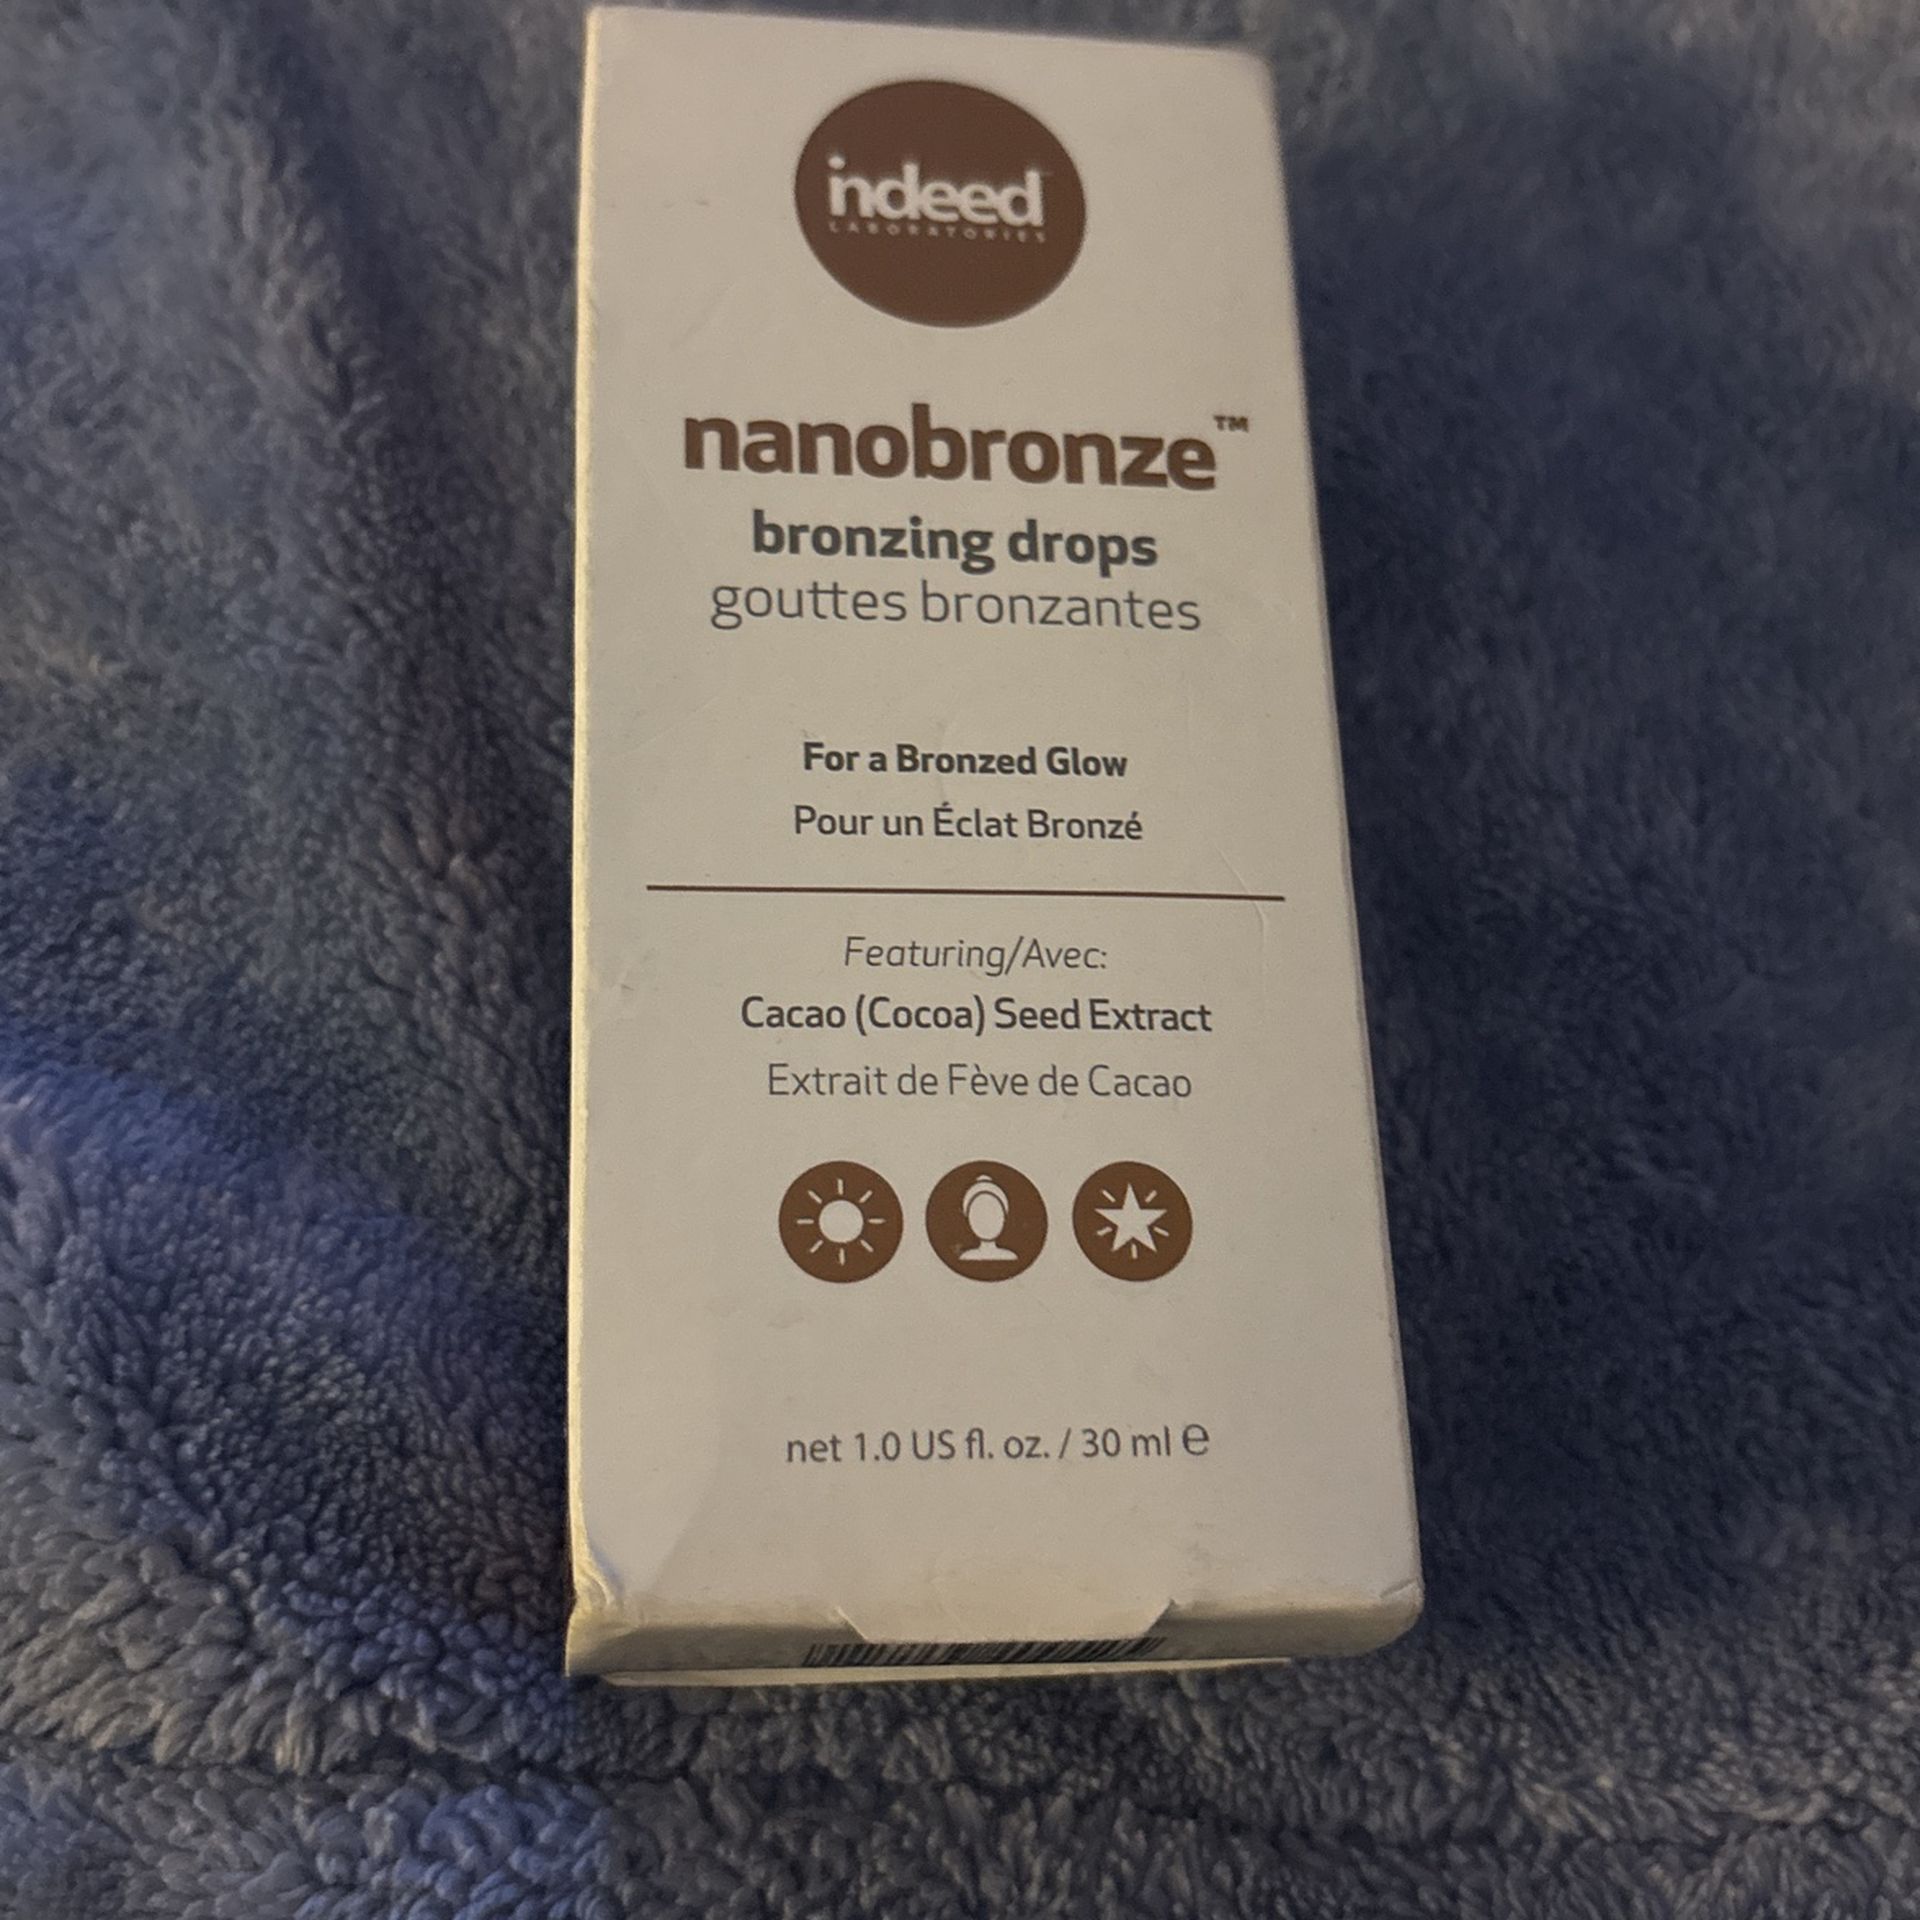 indeed
LABORATORIES
nanobronze™
bronzing drops
gouttes bronzantes
For a Bronzed Glow
Pour un Éclat Bronzé
Featuring/Avec:
Cacao (Cocoa) Seed Extract
Extrait de Fève de Cacao
net 1.0 US fl. oz. / 30 ml ℮